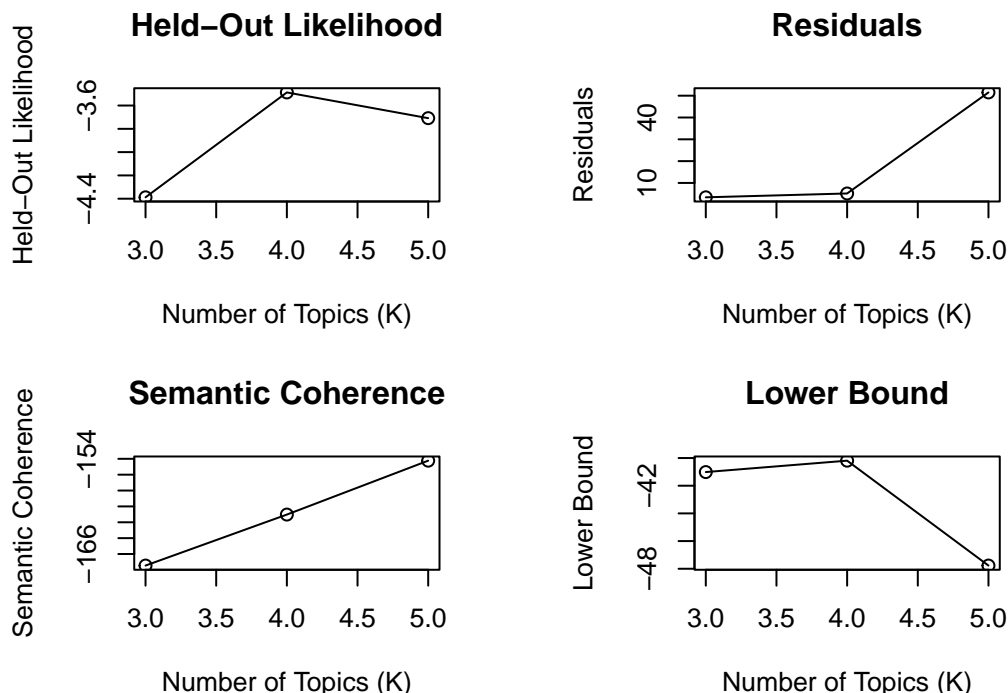 Held−Out Likelihood
Held−Out Likelihood
−3.6
−4.4
3.0 3.5 4.0 4.5 5.0
Number of Topics (K)
Residuals
Residuals
40
10
3.0 3.5 4.0 4.5 5.0
Number of Topics (K)
Semantic Coherence
Semantic Coherence
−154
−166
3.0 3.5 4.0 4.5 5.0
Number of Topics (K)
Lower Bound
Lower Bound
−42
−48
3.0 3.5 4.0 4.5 5.0
Number of Topics (K)